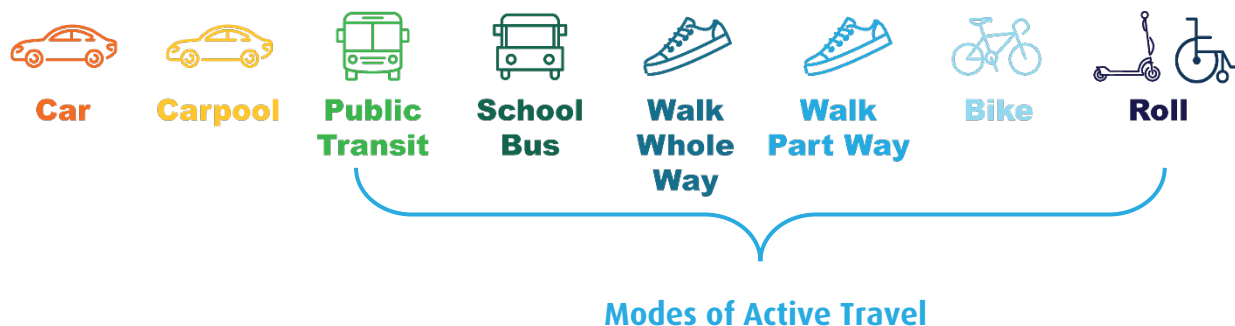 Car
Carpool
Public
Transit
School
Bus
Walk
Whole
Way
Walk
Part Way
Bike
Roll
Modes of Active Travel